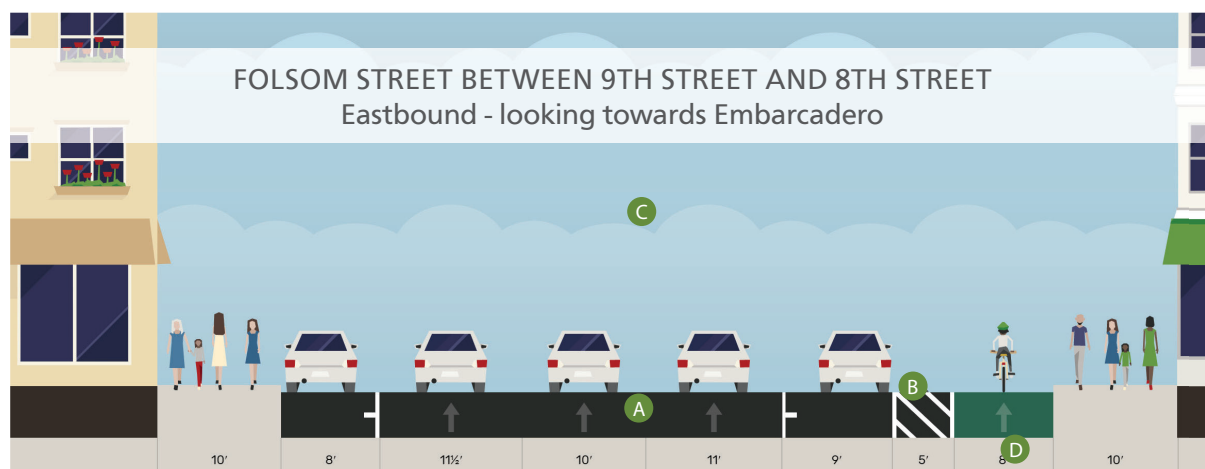 FOLSOM STREET BETWEEN 9TH STREET AND 8TH STREET
Eastbound - looking towards Embarcadero
C
B
A
D
10′ 8′ 11½′ 10′ 11′ 9′ 5′ 8′ 10′